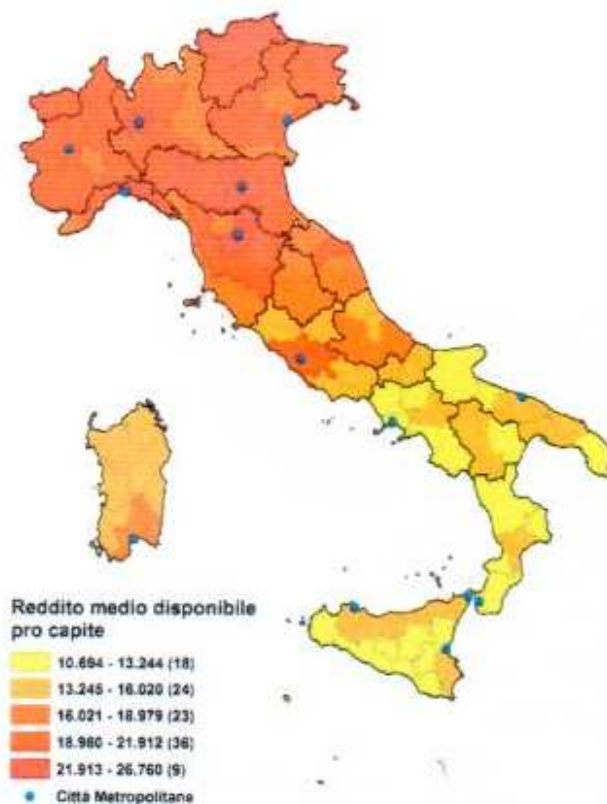 Reddito medio disponibile
pro capite
10.694 - 13.244 (18)
13.245 - 16.020 (24)
16.021 - 18.979 (23)
18.980 - 21.912 (36)
21.913 - 26.760 (9)
Città Metropolitane